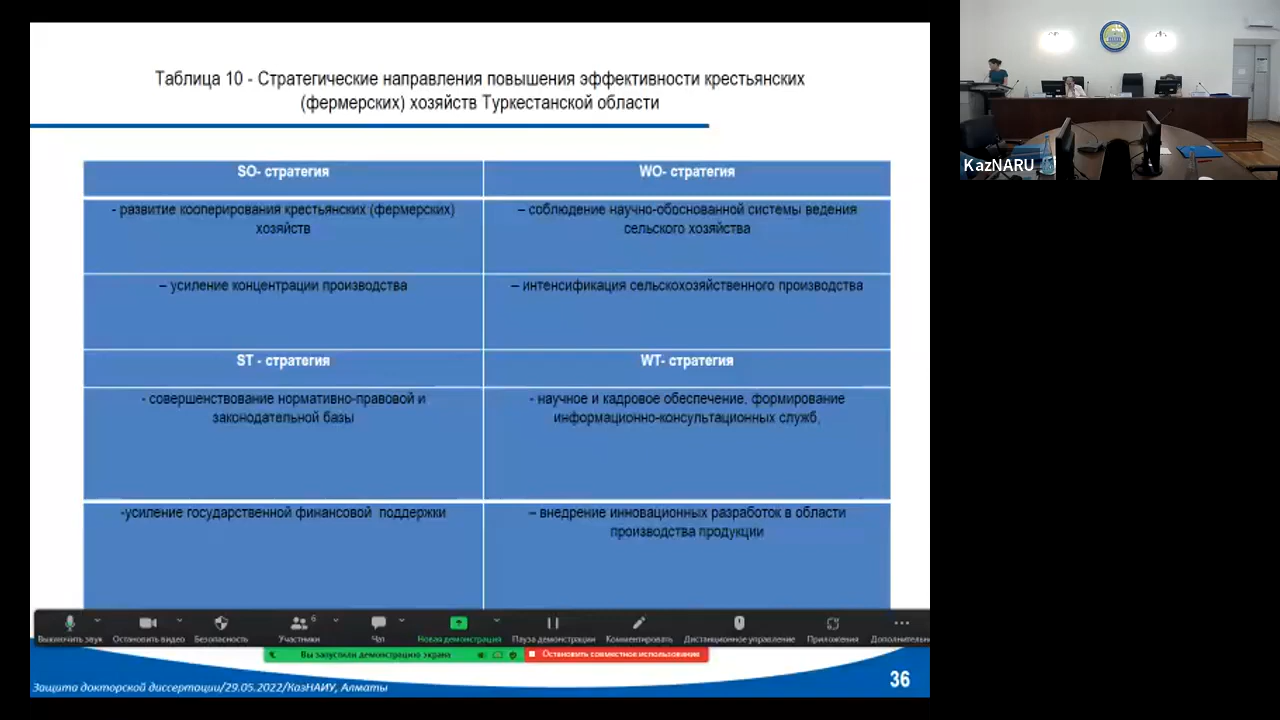 Таблица 10 - Стратегические направления повышения эффективности крестьянских
(фермерских) хозяйств Туркестанской области
SO- стратегия
WO- стратегия
- развитие кооперирования крестьянских (фермерских)
хозяйств
– соблюдение научно-обоснованной системы ведения
сельского хозяйства
– усиление концентрации производства
– интенсификация сельскохозяйственного производства
ST - стратегия
WT- стратегия
- совершенствование нормативно-правовой и
законодательной базы
- научное и кадровое обеспечение, формирование
информационно-консультационных служб,
-усиление государственной финансовой поддержки
– внедрение инновационных разработок в области
производства продукции
Выключить звук
Остановить видео
Безопасность
Участники
6
Чат
Новая демонстрация
Пауза демонстрации
Комментировать
Дистанционное управление
Приложения
Дополнительн
Вы запустили демонстрацию экрана
Остановить совместное использование
Защита докторской диссертации/29.05.2022/КазНАИУ, Алматы
36
KazNARU